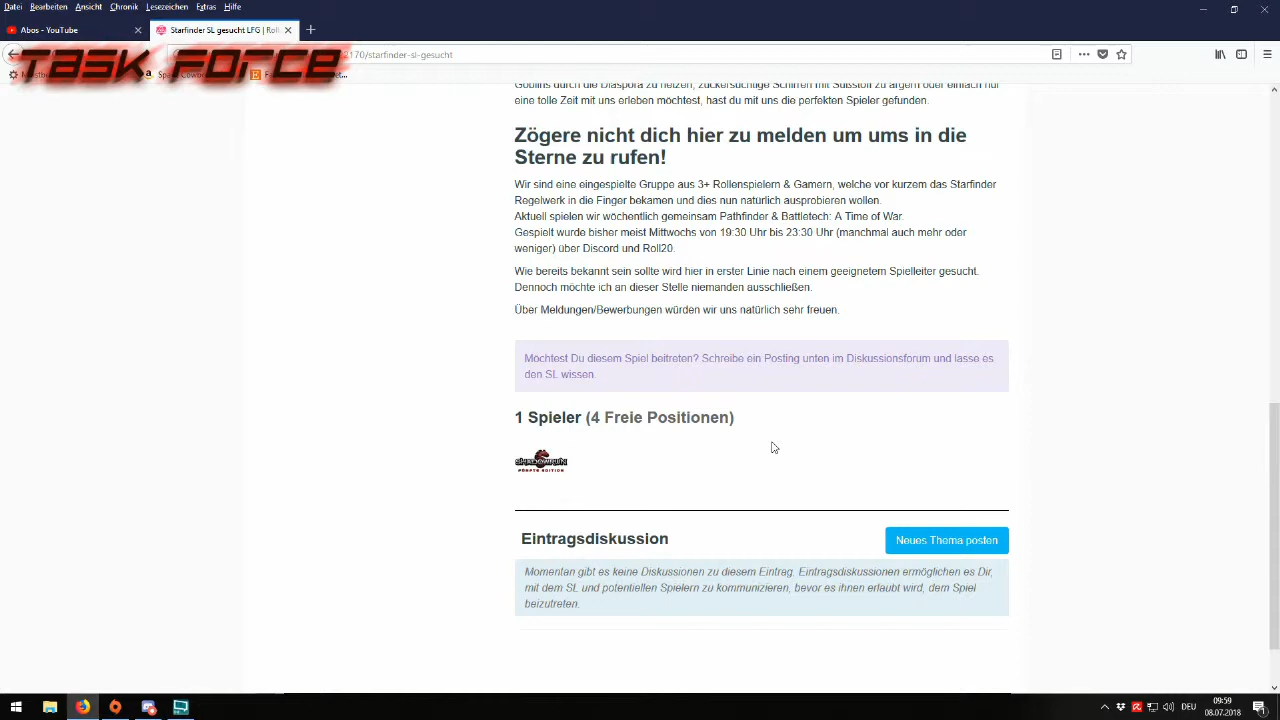 Datei Bearbeiten Ansicht Chronik Lesezeichen Extras Hilfe
Abos - YouTube
Starfinder SL gesucht LFG | Roll
TASK FORCE
2170/starfinder-sl-gesucht
Goblins durch die Diaspora zu hetzen, zuckersüchtige Schirren mit Süßstoff zu ärgern oder einfach nur
eine tolle Zeit mit uns erleben möchtest, hast du mit uns die perfekten Spieler gefunden.
Zögere nicht dich hier zu melden um ums in die
Sterne zu rufen!
Wir sind eine eingespielte Gruppe aus 3+ Rollenspielern & Gamern, welche vor kurzem das Starfinder
Regelwerk in die Finger bekamen und dies nun natürlich ausprobieren wollen.
Aktuell spielen wir wöchentlich gemeinsam Pathfinder & Battletech: A Time of War.
Gespielt wurde bisher meist Mittwochs von 19:30 Uhr bis 23:30 Uhr (manchmal auch mehr oder
weniger) über Discord und Roll20.
Wie bereits bekannt sein sollte wird hier in erster Linie nach einem geeignetem Spielleiter gesucht.
Dennoch möchte ich an dieser Stelle niemanden ausschließen.
Über Meldungen/Bewerbungen würden wir uns natürlich sehr freuen.
Möchtest Du diesem Spiel beitreten? Schreibe ein Posting unten im Diskussionsforum und lasse es
den SL wissen.
1 Spieler (4 Freie Positionen)
SHADOWRUN
FÜNFTE EDITION
Eintragsdiskussion
Neues Thema posten
Momentan gibt es keine Diskussionen zu diesem Eintrag. Eintragsdiskussionen ermöglichen es Dir,
mit dem SL und potentiellen Spielern zu kommunizieren, bevor es ihnen erlaubt wird, dem Spiel
beizutreten.
DEU
09:59
08.07.2018